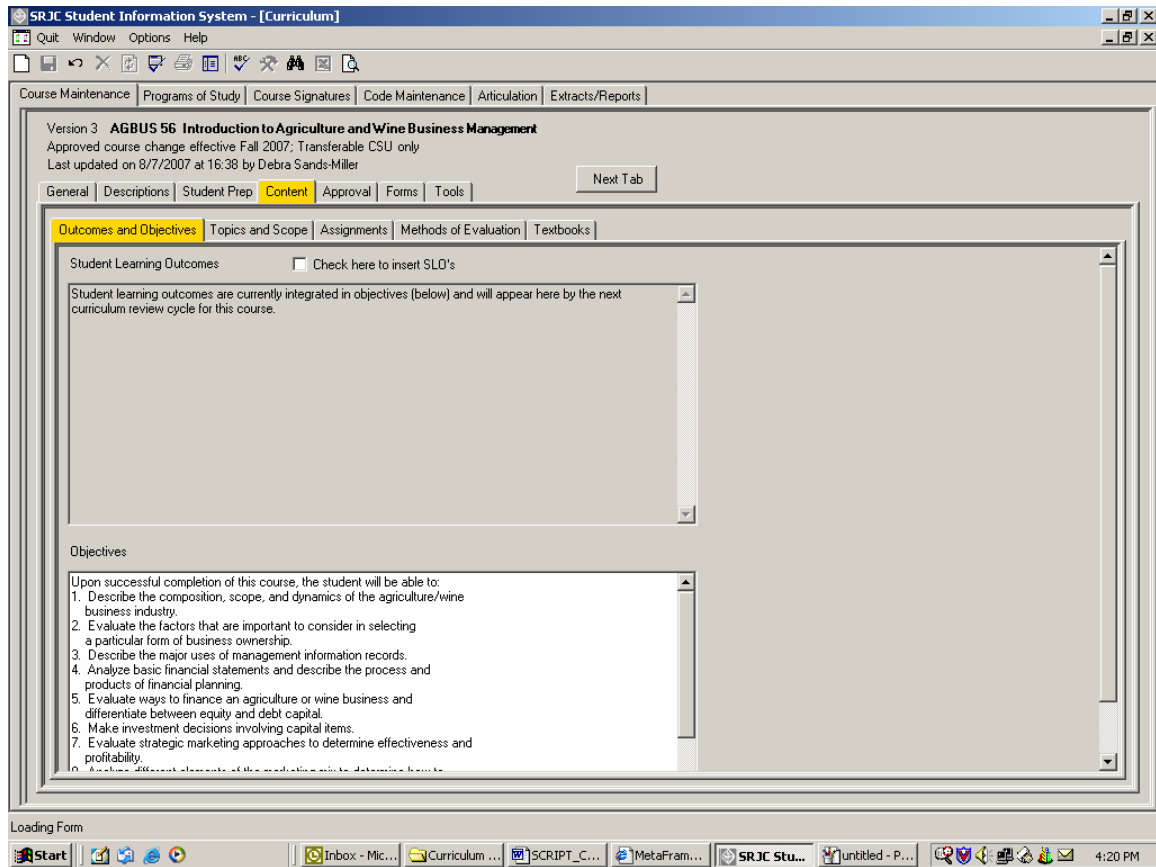 SRJC Student Information System - [Curriculum]
Quit Window Options Help
Course Maintenance Programs of Study Course Signatures Code Maintenance Articulation Extracts/Reports
Version 3 AGBUS 56 Introduction to Agriculture and Wine Business Management
Approved course change effective Fall 2007; Transferable CSU only
Last updated on 8/7/2007 at 16:38 by Debra Sands-Miller
Next Tab
General Descriptions Student Prep Content Approval Forms Tools
Outcomes and Objectives Topics and Scope Assignments Methods of Evaluation Textbooks
Student Learning Outcomes Check here to insert SLO's
Student learning outcomes are currently integrated in objectives (below) and will appear here by the next
curriculum review cycle for this course.
Objectives
Upon successful completion of this course, the student will be able to:
1. Describe the composition, scope, and dynamics of the agriculture/wine
business industry.
2. Evaluate the factors that are important to consider in selecting
a particular form of business ownership.
3. Describe the major uses of management information records.
4. Analyze basic financial statements and describe the process and
products of financial planning.
5. Evaluate ways to finance an agriculture or wine business and
differentiate between equity and debt capital.
6. Make investment decisions involving capital items.
7. Evaluate strategic marketing approaches to determine effectiveness and
profitability.
Loading Form
Start Inbox - Mic... Curriculum ... SCRIPT_C... MetaFram... SRJC Stu... untitled - P... 4:20 PM